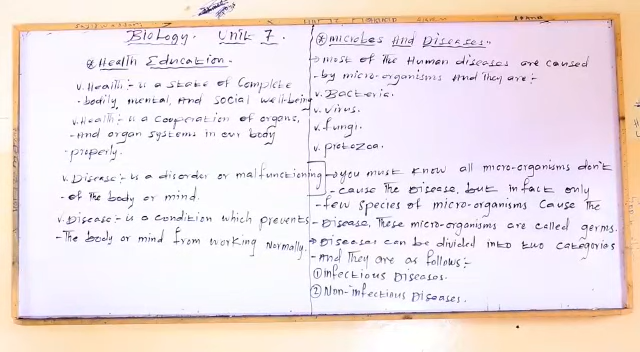 Biology. Unit 7.
Health Education.
v. Health:- is a state of complete
- bodily, mental, and social well-being
v. Health:- is a cooperation of organs,
- and organ systems in our body
- properly.
v. Disease:- is a disorder or malfunctioning
- of the body or mind.
v. Disease:- is a condition which prevents
- The body or mind from working normally.
Microbes And Diseases:-
most of the Human diseases are caused
- by micro-organisms And they are:-
v. Bacteria.
v. virus.
v. fungi.
v. protozoa.
you must know all micro-organisms don't
- cause the Disease, but in fact only
- few species of micro-organisms cause the
- Disease, These micro-organisms are called germs.
Diseases can be divided into two categories
- And they are as follows:-
① infectious Diseases.
② Non-infectious Diseases.